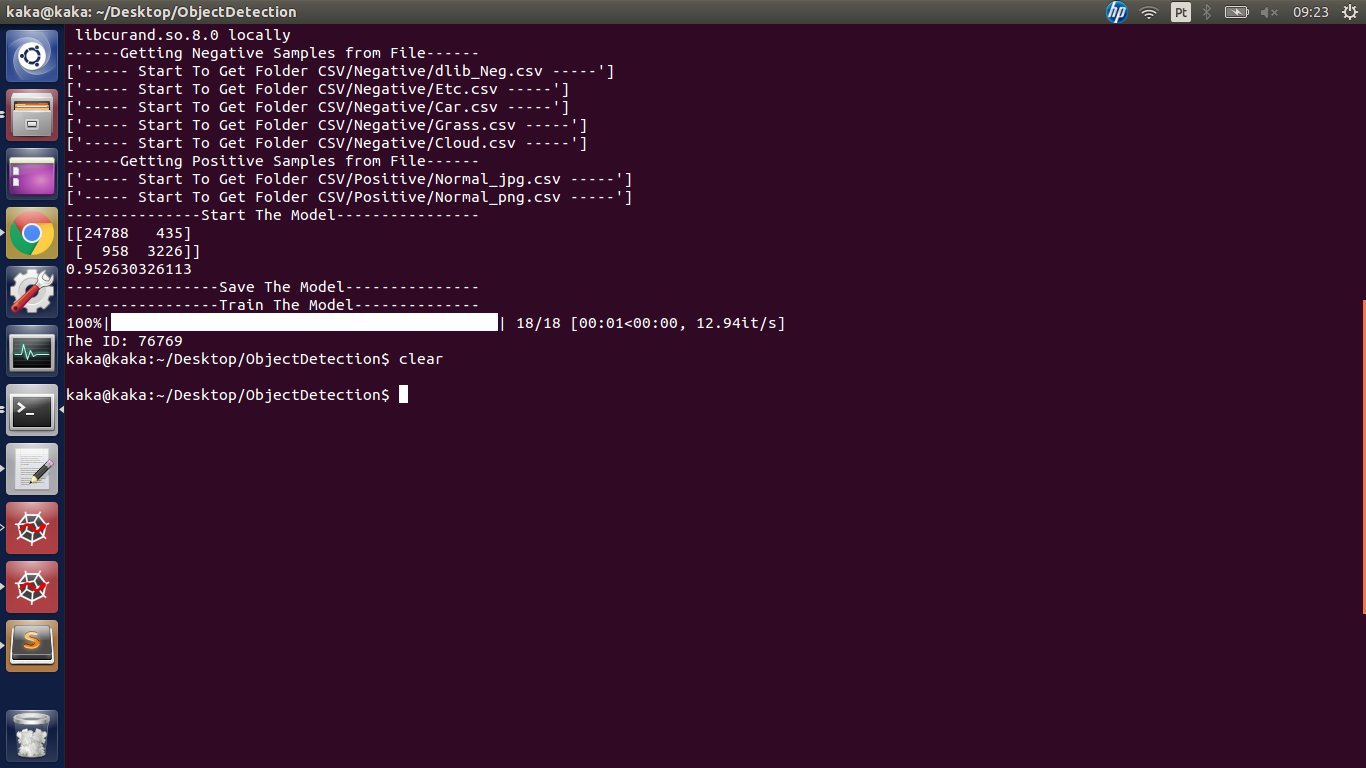 kaka@kaka: ~/Desktop/ObjectDetection
hp
Pt
09:23
libcurand.so.8.0 locally
------Getting Negative Samples from File------
['----- Start To Get Folder CSV/Negative/dlib_Neg.csv -----']
['----- Start To Get Folder CSV/Negative/Etc.csv -----']
['----- Start To Get Folder CSV/Negative/Car.csv -----']
['----- Start To Get Folder CSV/Negative/Grass.csv -----']
['----- Start To Get Folder CSV/Negative/Cloud.csv -----']
------Getting Positive Samples from File------
['----- Start To Get Folder CSV/Positive/Normal_jpg.csv -----']
['----- Start To Get Folder CSV/Positive/Normal_png.csv -----']
---------------Start The Model----------------
[[24788   435]
 [  958  3226]]
0.952630326113
-----------------Save The Model---------------
-----------------Train The Model--------------
100%| | 18/18 [00:01<00:00, 12.94it/s]
The ID: 76769
kaka@kaka:~/Desktop/ObjectDetection$ clear
kaka@kaka:~/Desktop/ObjectDetection$